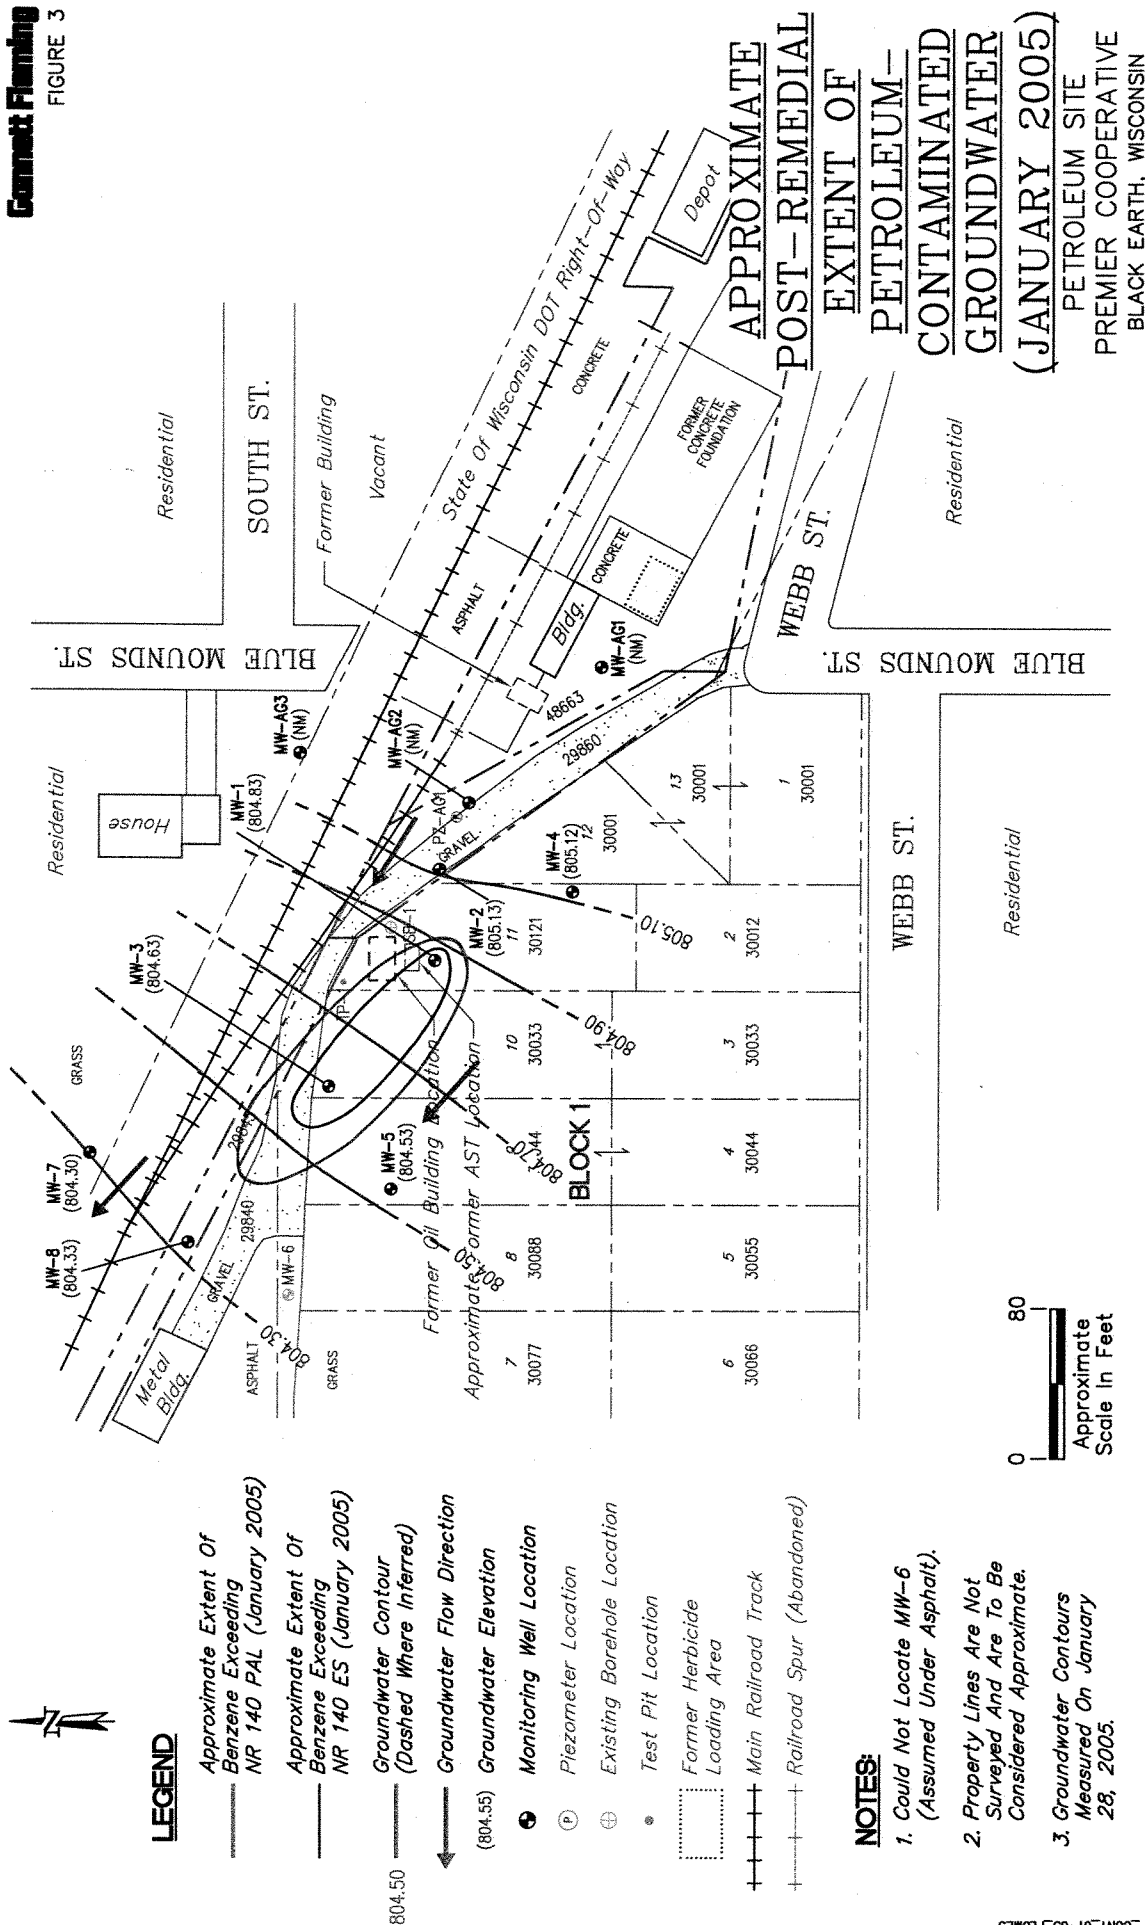 Gannett Fleming
FIGURE 3
APPROXIMATE
POST-REMEDIAL
EXTENT OF
PETROLEUM-
CONTAMINATED
GROUNDWATER
(JANUARY 2005)
PETROLEUM SITE
PREMIER COOPERATIVE
BLACK EARTH, WISCONSIN
N
LEGEND
Approximate Extent Of
Benzene Exceeding
NR 140 PAL (January 2005)
Approximate Extent Of
Benzene Exceeding
NR 140 ES (January 2005)
804.50
Groundwater Contour
(Dashed Where Inferred)
Groundwater Flow Direction
(804.55)
Groundwater Elevation
Monitoring Well Location
P
Piezometer Location
Existing Borehole Location
Test Pit Location
Former Herbicide
Loading Area
Main Railroad Track
Railroad Spur (Abandoned)
NOTES:
1. Could Not Locate MW-6
(Assumed Under Asphalt).
2. Property Lines Are Not
Surveyed And Are To Be
Considered Approximate.
3. Groundwater Contours
Measured On January
28, 2005.
0
80
Approximate
Scale In Feet
Residential
House
Residential
SOUTH ST.
BLUE MOUNDS ST.
Former Building
Vacant
State Of Wisconsin DOT Right-Of-Way
Depot
CONCRETE
ASPHALT
FORMER
CONCRETE
FOUNDATION
CONCRETE
Bldg.
GRASS
MW-7
(804.30)
MW-8
(804.33)
MW-3
(804.63)
MW-1
(804.83)
MW-AG3
(NM)
MW-AG2
(NM)
MW-AG1
(NM)
PZ-AG1
48663
29860
GRAVEL
MW-2
(805.13)
MW-4
(805.12)
MW-5
(804.53)
MW-6
Metal
Bldg.
GRAVEL
29840
ASPHALT
GRASS
804.30
804.50
804.70
804.90
805.10
Former Oil Building Location
Approximate Former AST Location
BLOCK 1
7
30077
8
30088
10
30033
11
30121
12
30001
13
30001
6
30066
5
30055
4
30044
3
30033
2
30012
1
30001
WEBB ST.
WEBB ST.
BLUE MOUNDS ST.
Residential
Residential